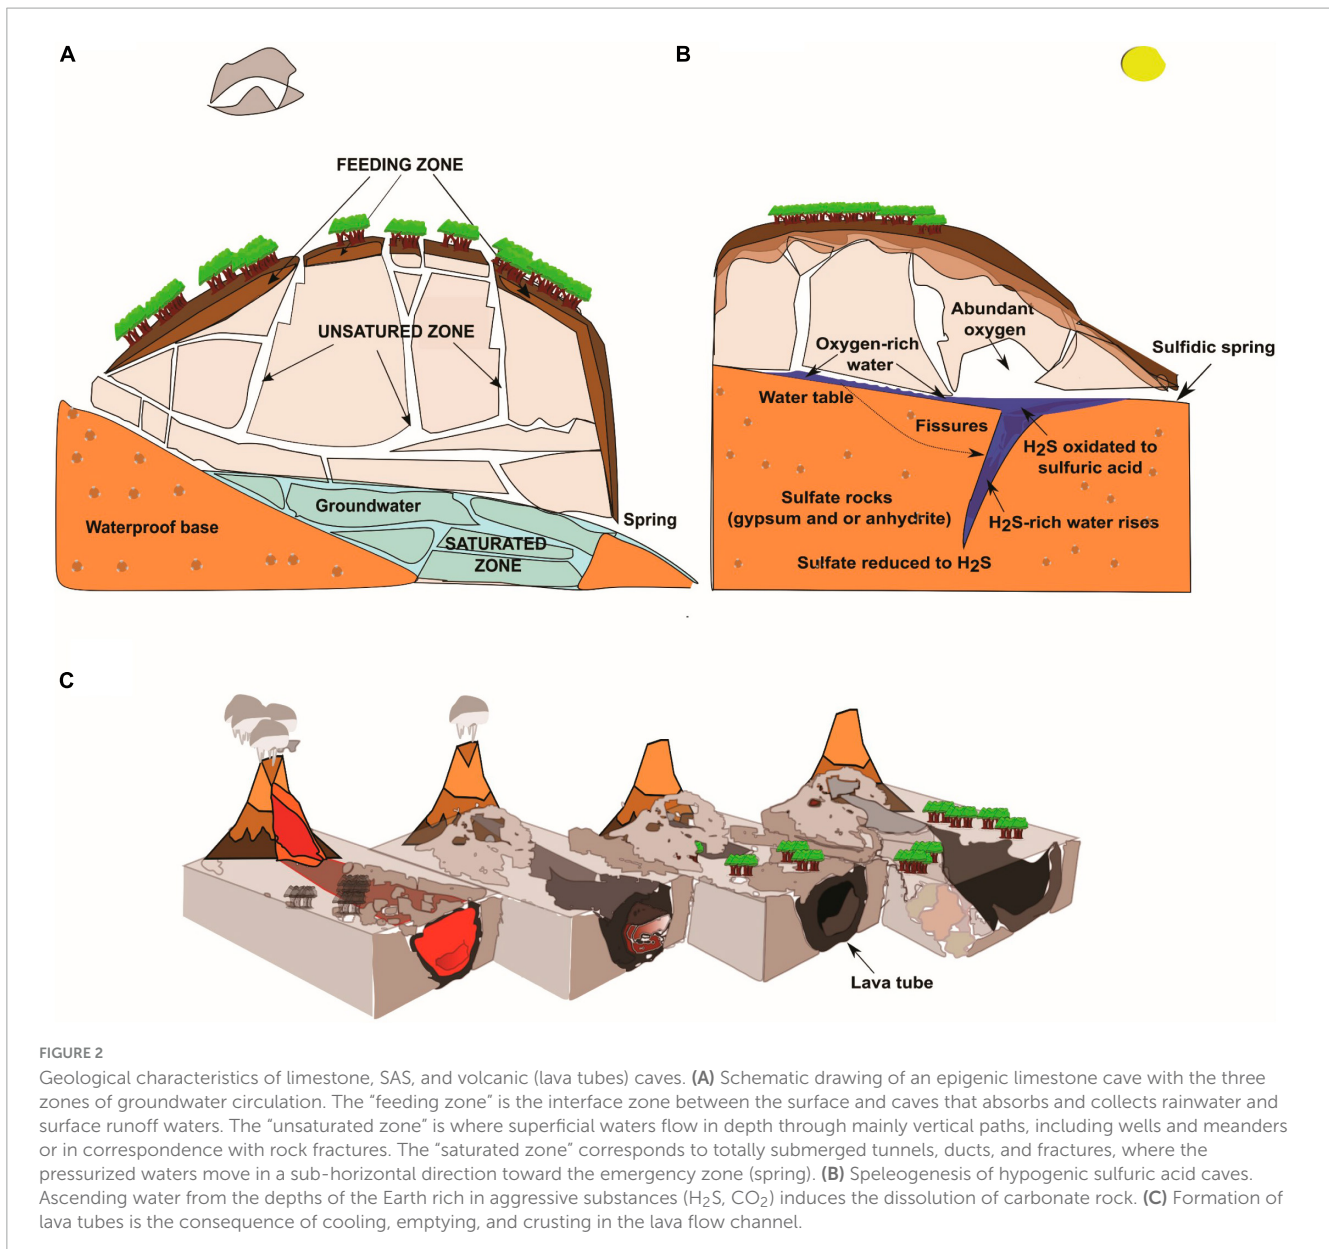 A
FEEDING ZONE
UNSATURED ZONE
Waterproof base
Groundwater
SATURATED
ZONE
Spring
B
Abundant
oxygen
Oxygen-rich
water
Sulfidic spring
Water table
Fissures
H2S oxidated to
sulfuric acid
Sulfate rocks
(gypsum and or anhydrite)
H2S-rich water rises
Sulfate reduced to H2S
C
Lava tube
FIGURE 2
Geological characteristics of limestone, SAS, and volcanic (lava tubes) caves. (A) Schematic drawing of an epigenic limestone cave with the three
zones of groundwater circulation. The “feeding zone” is the interface zone between the surface and caves that absorbs and collects rainwater and
surface runoff waters. The “unsaturated zone” is where superficial waters flow in depth through mainly vertical paths, including wells and meanders
or in correspondence with rock fractures. The “saturated zone” corresponds to totally submerged tunnels, ducts, and fractures, where the
pressurized waters move in a sub-horizontal direction toward the emergency zone (spring). (B) Speleogenesis of hypogenic sulfuric acid caves.
Ascending water from the depths of the Earth rich in aggressive substances (H₂S, CO₂) induces the dissolution of carbonate rock. (C) Formation of
lava tubes is the consequence of cooling, emptying, and crusting in the lava flow channel.